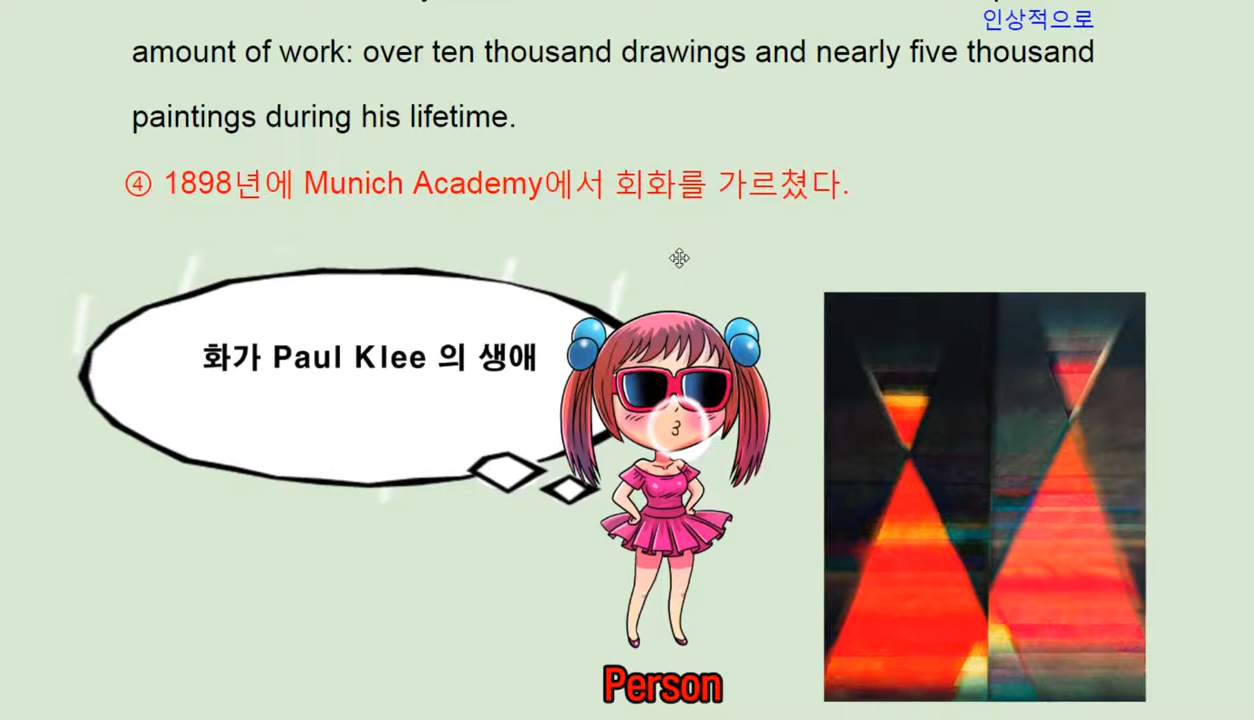 인상적으로
amount of work: over ten thousand drawings and nearly five thousand
paintings during his lifetime.
④ 1898년에 Munich Academy에서 회화를 가르쳤다.
화가 Paul Klee 의 생애
Person